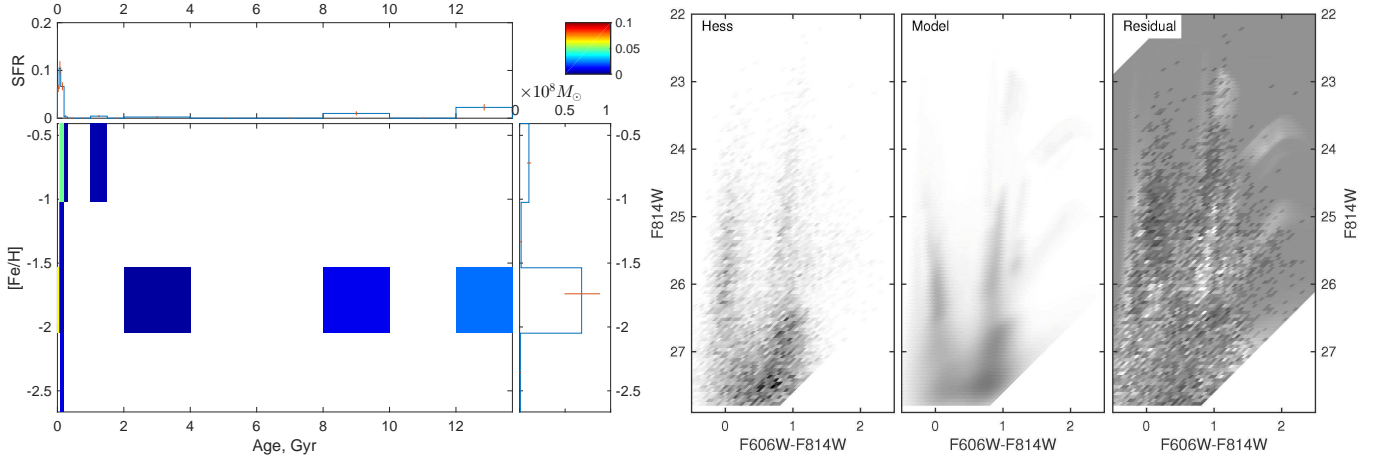 0 2 4 6 8 10 12
0.2
0.1
0
SFR
0.1
0.05
0
×10⁸M⊙
0 0.5 1
-0.5
-1
-1.5
-2
-2.5
[Fe/H]
-0.5
-1
-1.5
-2
-2.5
0 2 4 6 8 10 12
Age, Gyr
Hess
Model
Residual
22
23
24
25
26
27
F814W
22
23
24
25
26
27
F814W
0 1 2
0 1 2
0 1 2
F606W-F814W
F606W-F814W
F606W-F814W